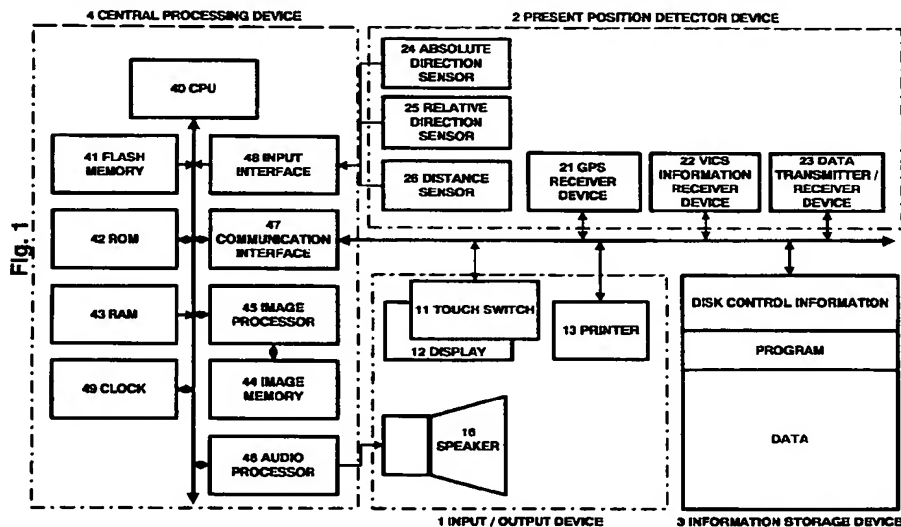 4 CENTRAL PROCESSING DEVICE
40 CPU
41 FLASH
MEMORY
48 INPUT
INTERFACE
42 ROM
47
COMMUNICATION
INTERFACE
43 RAM
45 IMAGE
PROCESSOR
49 CLOCK
44 IMAGE
MEMORY
46 AUDIO
PROCESSOR
2 PRESENT POSITION DETECTOR DEVICE
24 ABSOLUTE
DIRECTION
SENSOR
25 RELATIVE
DIRECTION
SENSOR
26 DISTANCE
SENSOR
21 GPS
RECEIVER
DEVICE
22 VICS
INFORMATION
RECEIVER
DEVICE
23 DATA
TRANSMITTER /
RECEIVER
DEVICE
11 TOUCH SWITCH
12 DISPLAY
13 PRINTER
16
SPEAKER
1 INPUT / OUTPUT DEVICE
DISK CONTROL INFORMATION
PROGRAM
DATA
3 INFORMATION STORAGE DEVICE
Fig. 1